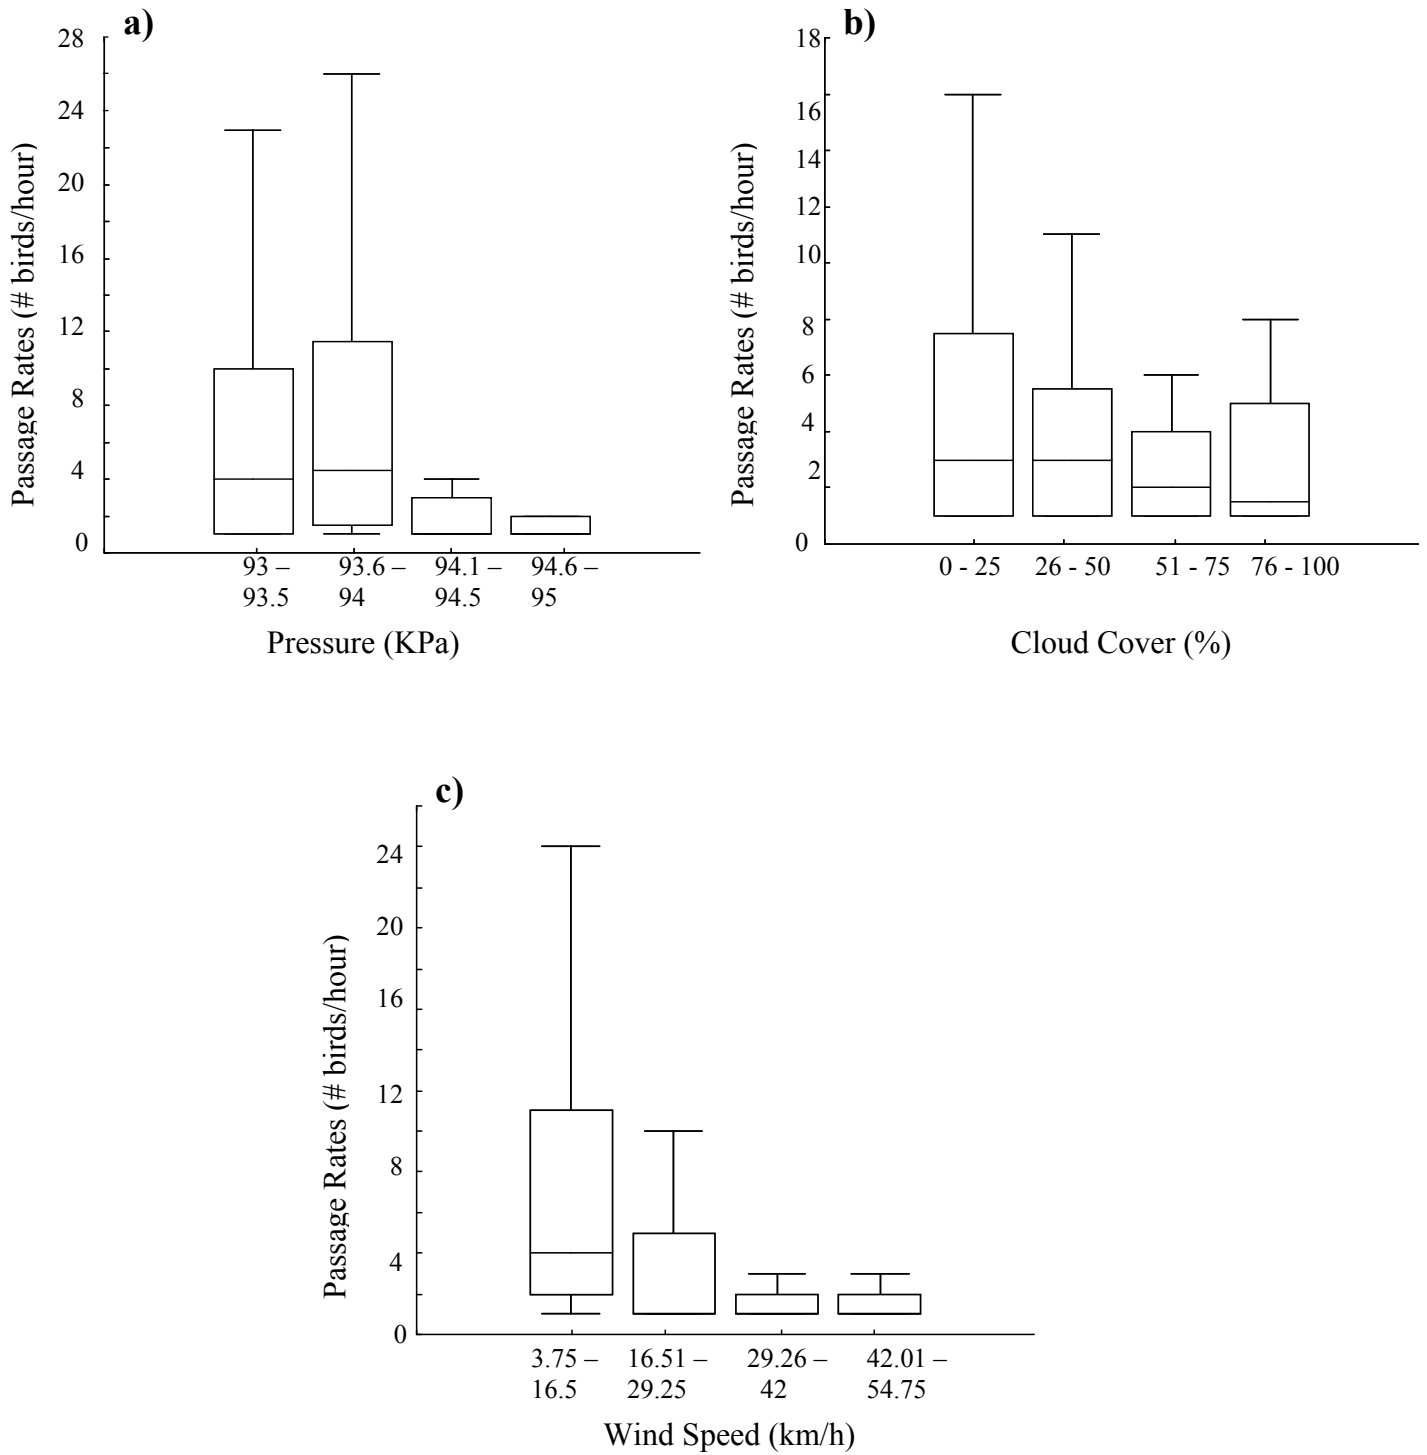 a)
Passage Rates (# birds/hour)
28
24
20
16
12
8
4
0
93 – 93.6 – 94.1 – 94.6 –
93.5 94 94.5 95
Pressure (KPa)
b)
Passage Rates (# birds/hour)
18
16
14
12
10
8
6
4
2
0
0 - 25 26 - 50 51 - 75 76 - 100
Cloud Cover (%)
c)
Passage Rates (# birds/hour)
24
20
16
12
8
4
0
3.75 – 16.51 – 29.26 – 42.01 –
16.5 29.25 42 54.75
Wind Speed (km/h)